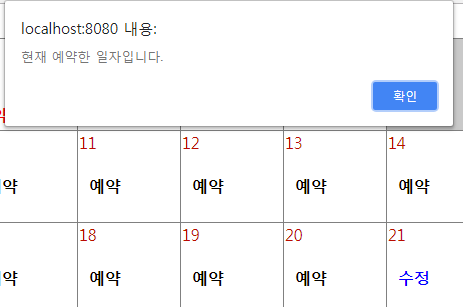 localhost:8080 내용:
현재 예약한 일자입니다.
확인
11 12 13 14
예약 예약 예약 예약 예약
18 19 20 21
예약 예약 예약 예약 수정